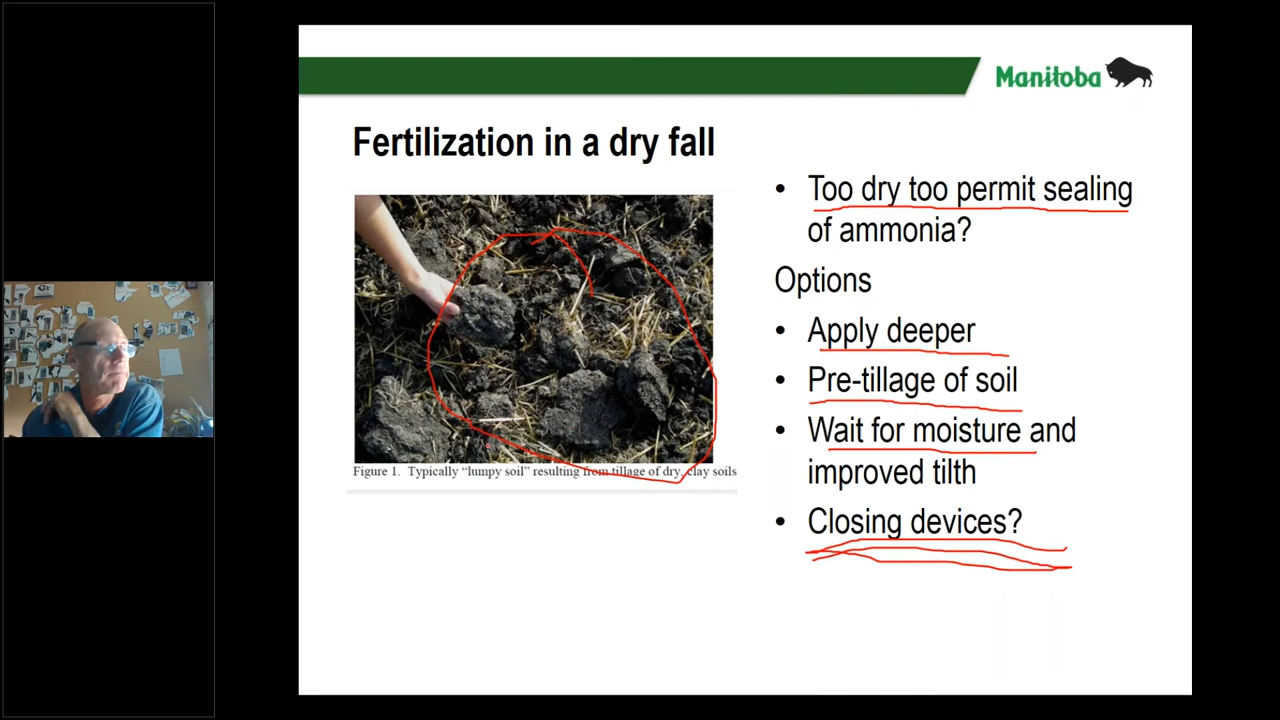 Manitoba
Fertilization in a dry fall
Figure 1. Typically “lumpy soil” resulting from tillage of dry, clay soils
• Too dry too permit sealing
of ammonia?
Options
• Apply deeper
• Pre-tillage of soil
• Wait for moisture and
improved tilth
• Closing devices?